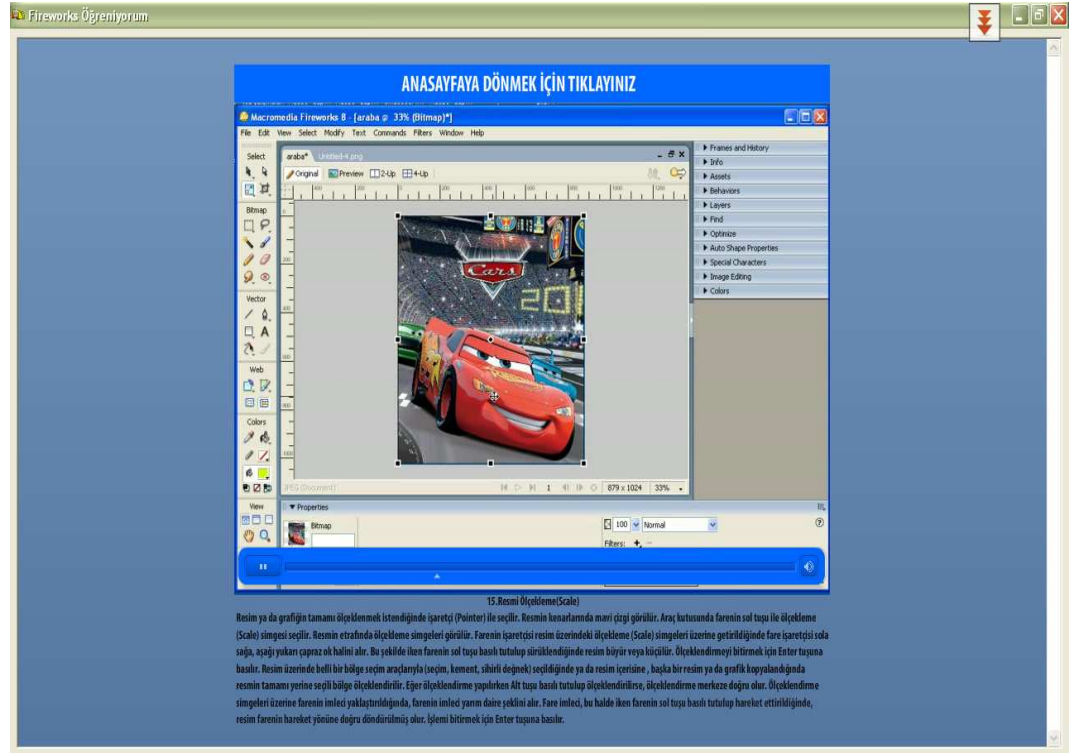 Fireworks Öğreniyorum
ANASAYFAYA DÖNMEK İÇİN TIKLAYINIZ
Macromedia Fireworks 8 - [araba @ 33% (Bitmap)*]
File Edit View Select Modify Text Commands Filters Window Help
Select
araba* Untitled-4.png
Original Preview 2-Up 4-Up
Frames and History
Info
Assets
Behaviors
Layers
Find
Optimize
Auto Shape Properties
Special Characters
Image Editing
Colors
Bitmap
Vector
Web
Colors
View
Cars
JPEG (Document)
1
879 x 1024 33%
Properties
Bitmap
100 Normal
Filters:
15.Resmi Ölçekleme(Scale)
Resim ya da grafiğin tamamı ölçeklenmek istendiğinde işaretçi (Pointer) ile seçilir. Resmin kenarlarında mavi çizgi görülür. Araç kutusunda farenin sol tuşu ile ölçekleme
(Scale) simgesi seçilir. Resmin etrafında ölçekleme simgeleri görülür. Farenin işaretçisi resim üzerindeki ölçekleme (Scale) simgeleri üzerine getirildiğinde fare işaretçisi sola
sağa, aşağı yukarı çapraz ok halini alır. Bu şekilde iken farenin sol tuşu basılı tutulup sürüklendiğinde resim büyür veya küçülür. Ölçeklendirmeyi bitirmek için Enter tuşuna
basılır. Resim üzerinde belli bir bölge seçim araçlarıyla (seçim, kement, sihirli değnek) seçildiğinde ya da resim içerisine , başka bir resim ya da grafik kopyalandığında
resmin tamamı yerine seçili bölge ölçeklendirilir. Eğer ölçeklendirme yapılırken Alt tuşu basılı tutulup ölçeklendirilirse, ölçeklendirme merkeze doğru olur. Ölçeklendirme
simgeleri üzerine farenin imleci yaklaştırıldığında, farenin imleci yarım daire şeklini alır. Fare imleci, bu halde iken farenin sol tuşu basılı tutulup hareket ettirildiğinde,
resim farenin hareket yönüne doğru döndürülmüş olur. İşlemi bitirmek için Enter tuşuna basılır.